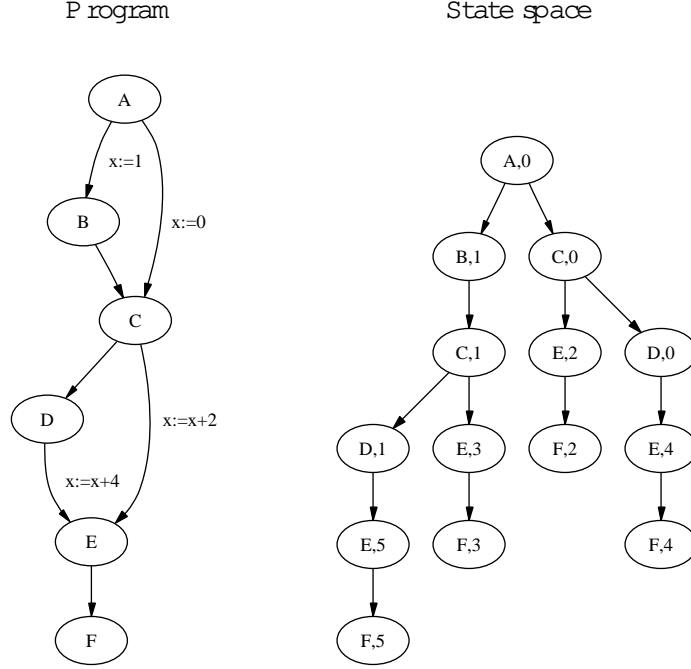 Program
State space
A
x:=1
B
x:=0
C
D
x:=x+2
x:=x+4
E
F
A,0
B,1
C,0
C,1
E,2
D,0
D,1
E,3
F,2
E,4
E,5
F,3
F,4
F,5